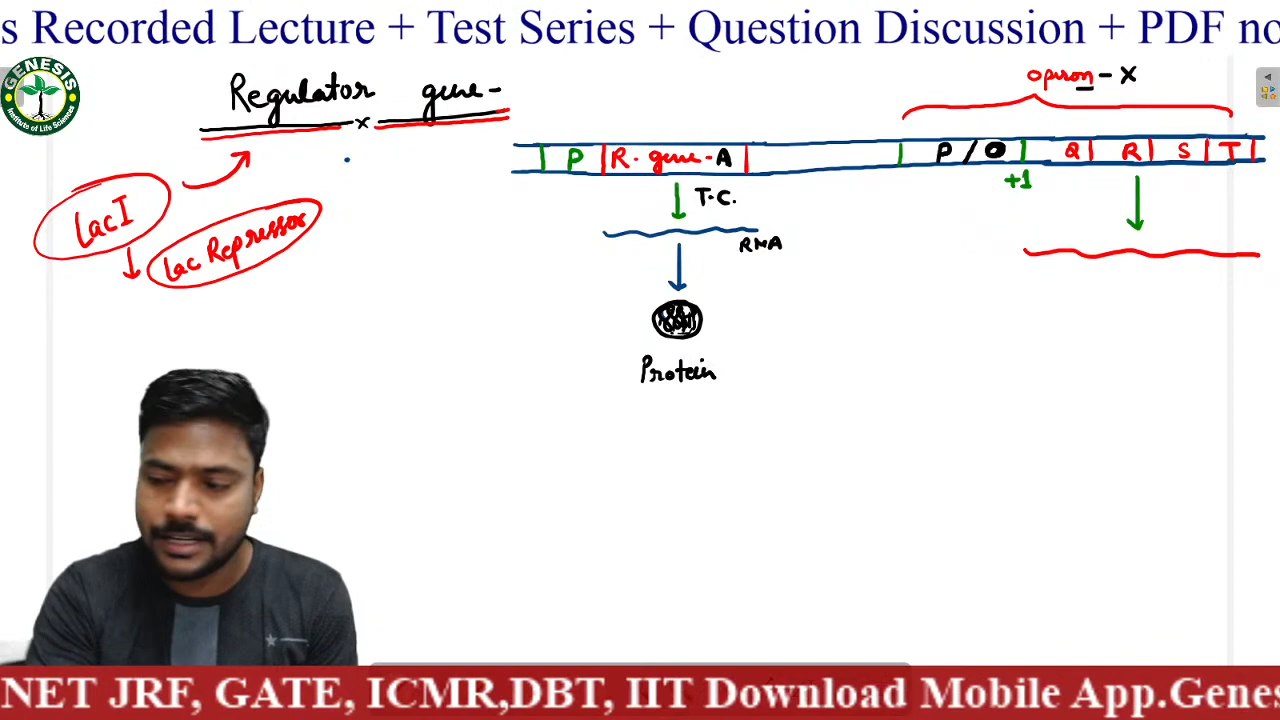 s Recorded Lecture + Test Series + Question Discussion + PDF no
GENESIS
Institute of Life Sciences
Regulator gene-
x
operon - X
P R. gene-A
P/O Q R S T
+1
T.C.
RNA
Protein
LacI
Lac Repressor
NET JRF, GATE, ICMR,DBT, IIT Download Mobile App.Genes